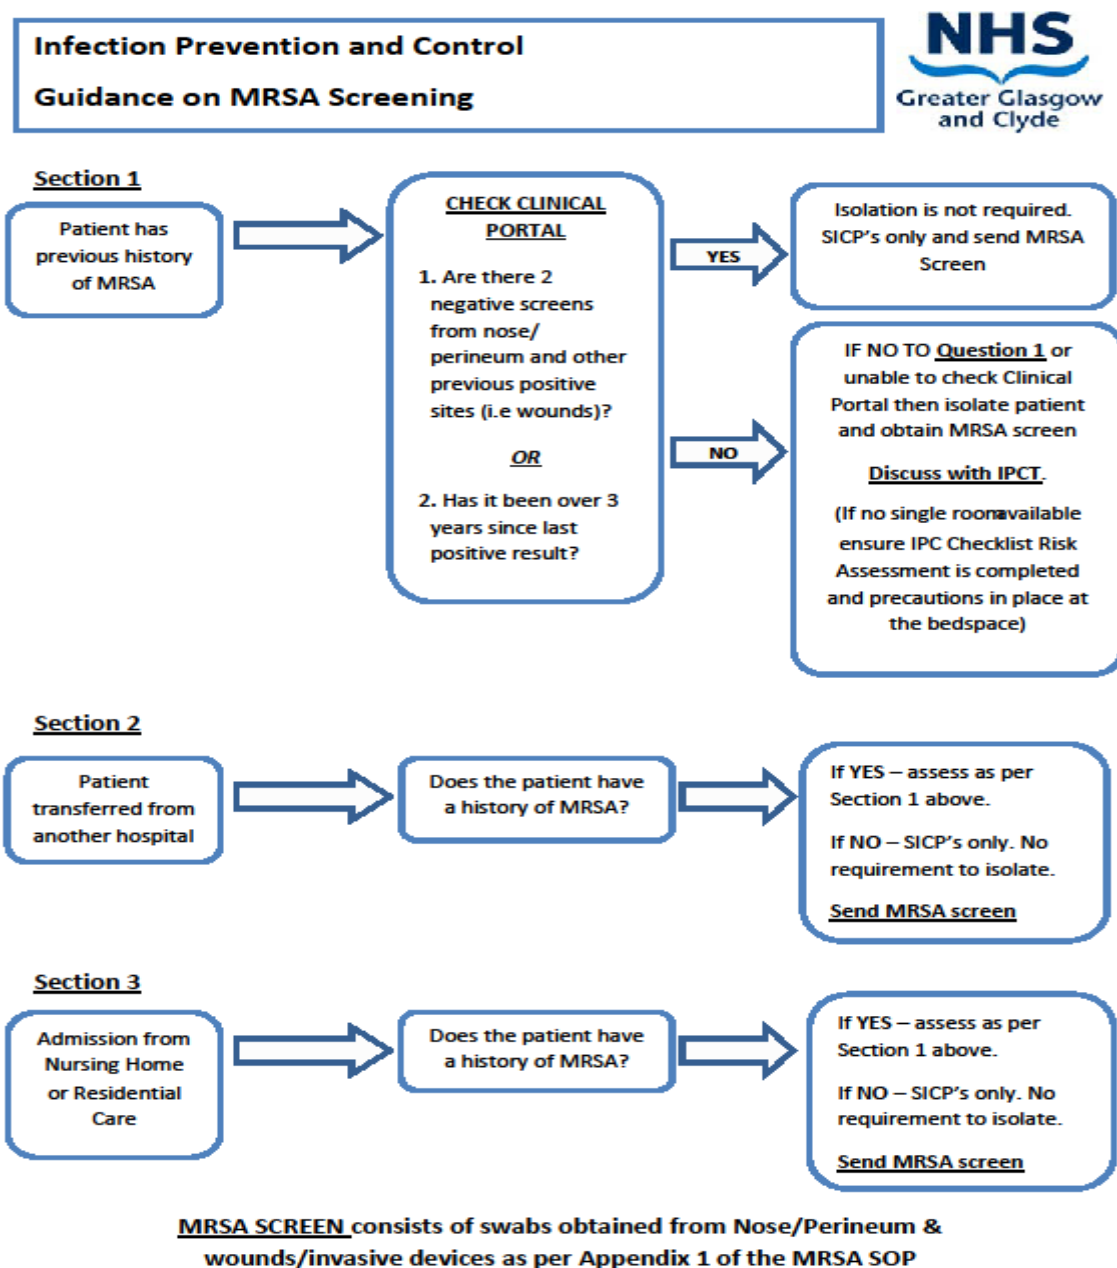 Infection Prevention and Control
Guidance on MRSA Screening
NHS
Greater Glasgow
and Clyde
Section 1
Patient has
previous history
of MRSA
CHECK CLINICAL
PORTAL
1. Are there 2
negative screens
from nose/
perineum and other
previous positive
sites (i.e wounds)?
OR
2. Has it been over 3
years since last
positive result?
YES
Isolation is not required.
SICP's only and send MRSA
Screen
NO
IF NO TO Question 1 or
unable to check Clinical
Portal then isolate patient
and obtain MRSA screen
Discuss with IPCT.
(If no single room available
ensure IPC Checklist Risk
Assessment is completed
and precautions in place at
the bedspace)
Section 2
Patient
transferred from
another hospital
Does the patient have
a history of MRSA?
If YES – assess as per
Section 1 above.
If NO – SICP's only. No
requirement to isolate.
Send MRSA screen
Section 3
Admission from
Nursing Home
or Residential
Care
Does the patient have
a history of MRSA?
If YES – assess as per
Section 1 above.
If NO – SICP's only. No
requirement to isolate.
Send MRSA screen
MRSA SCREEN consists of swabs obtained from Nose/Perineum &
wounds/invasive devices as per Appendix 1 of the MRSA SOP